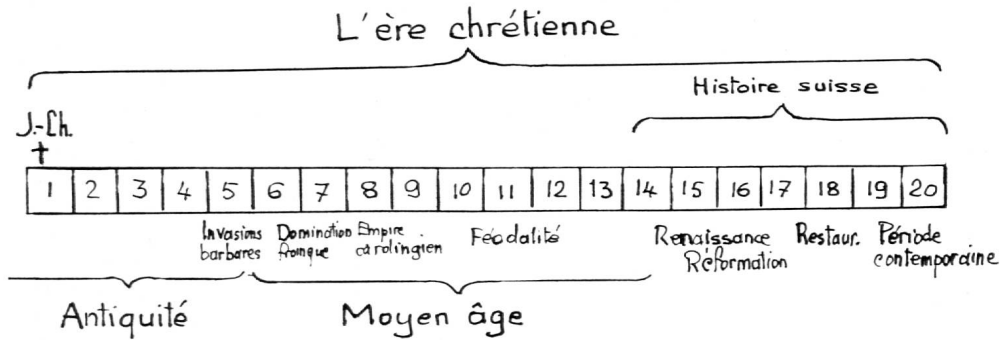 L'ère chrétienne
Histoire suisse
J.-Ch.
1 2 3 4 5 6 7 8 9 10 11 12 13 14 15 16 17 18 19 20
Invasions
barbares
Domination
franque
Empire
carolingien
Féodalité
Renaissance
Réformation
Restaur.
Période
contemporaine
Antiquité
Moyen âge